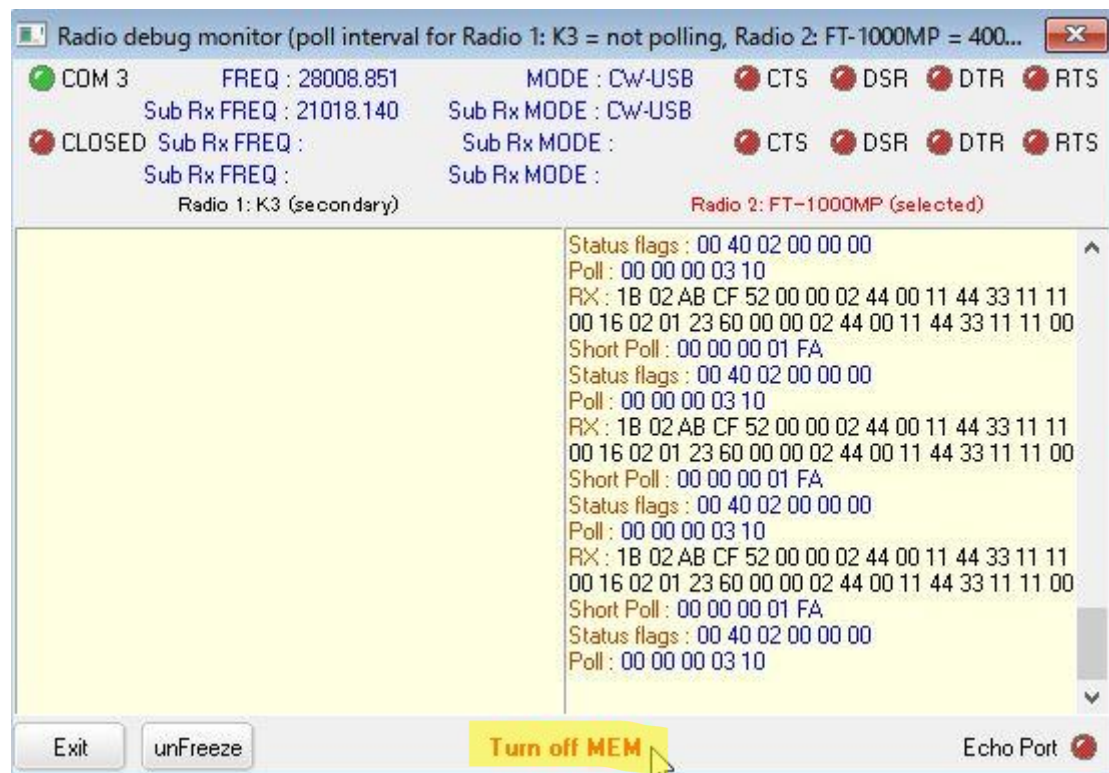 Radio debug monitor (poll interval for Radio 1: K3 = not polling, Radio 2: FT-1000MP = 400...
COM 3 FREQ : 28008.851 MODE : CW-USB CTS DSR DTR RTS
Sub Rx FREQ : 21018.140 Sub Rx MODE : CW-USB
CLOSED Sub Rx FREQ : Sub Rx MODE : CTS DSR DTR RTS
Sub Rx FREQ : Sub Rx MODE :
Radio 1: K3 (secondary) Radio 2: FT-1000MP (selected)
Status flags : 00 40 02 00 00 00
Poll : 00 00 00 03 10
RX : 1B 02 AB CF 52 00 00 02 44 00 11 44 33 11 11
00 16 02 01 23 60 00 00 02 44 00 11 44 33 11 11 00
Short Poll : 00 00 00 01 FA
Status flags : 00 40 02 00 00 00
Poll : 00 00 00 03 10
RX : 1B 02 AB CF 52 00 00 02 44 00 11 44 33 11 11
00 16 02 01 23 60 00 00 02 44 00 11 44 33 11 11 00
Short Poll : 00 00 00 01 FA
Status flags : 00 40 02 00 00 00
Poll : 00 00 00 03 10
RX : 1B 02 AB CF 52 00 00 02 44 00 11 44 33 11 11
00 16 02 01 23 60 00 00 02 44 00 11 44 33 11 11 00
Short Poll : 00 00 00 01 FA
Status flags : 00 40 02 00 00 00
Poll : 00 00 00 03 10
Exit unFreeze Turn off MEM Echo Port